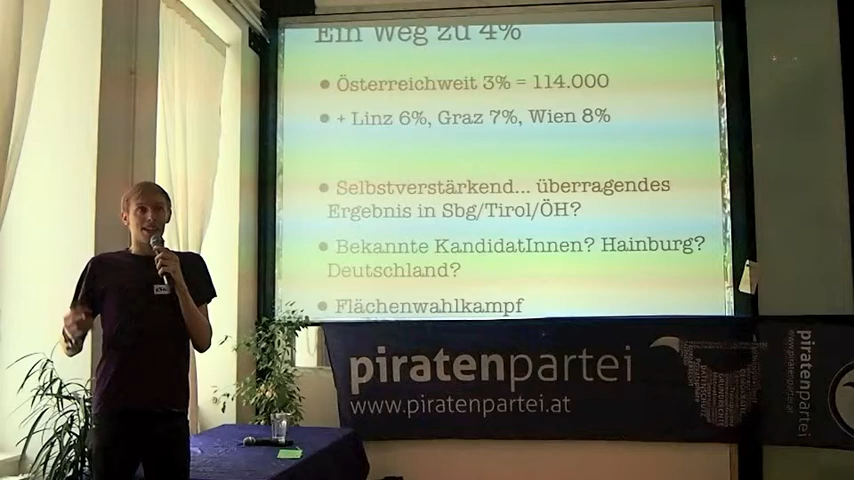 Ein Weg zu 4%
• Österreichweit 3% = 114.000
• + Linz 6%, Graz 7%, Wien 8%
• Selbstverstärkend... überragendes
Ergebnis in Sbg/Tirol/ÖH?
• Bekannte KandidatInnen? Hainburg?
Deutschland?
• Flächenwahlkampf
piratenpartei
www.piratenpartei.at
piratenpartei
www.piratenpartei.at